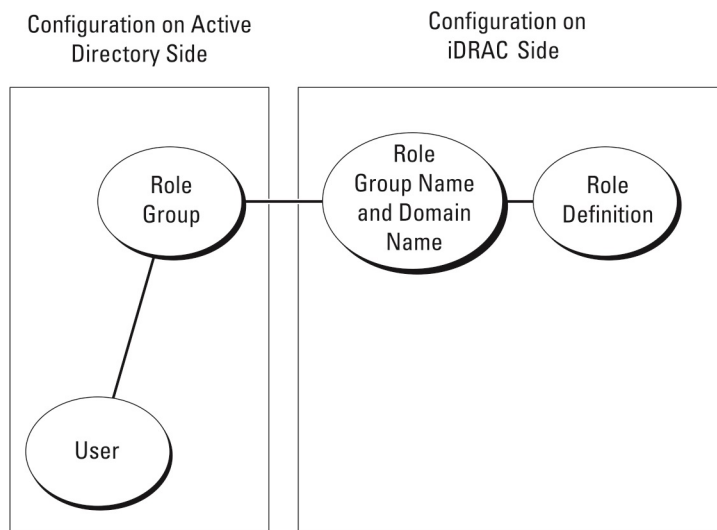 Configuration on Active
Directory Side
Configuration on
iDRAC Side
Role
Group
Role
Group Name
and Domain
Name
Role
Definition
User